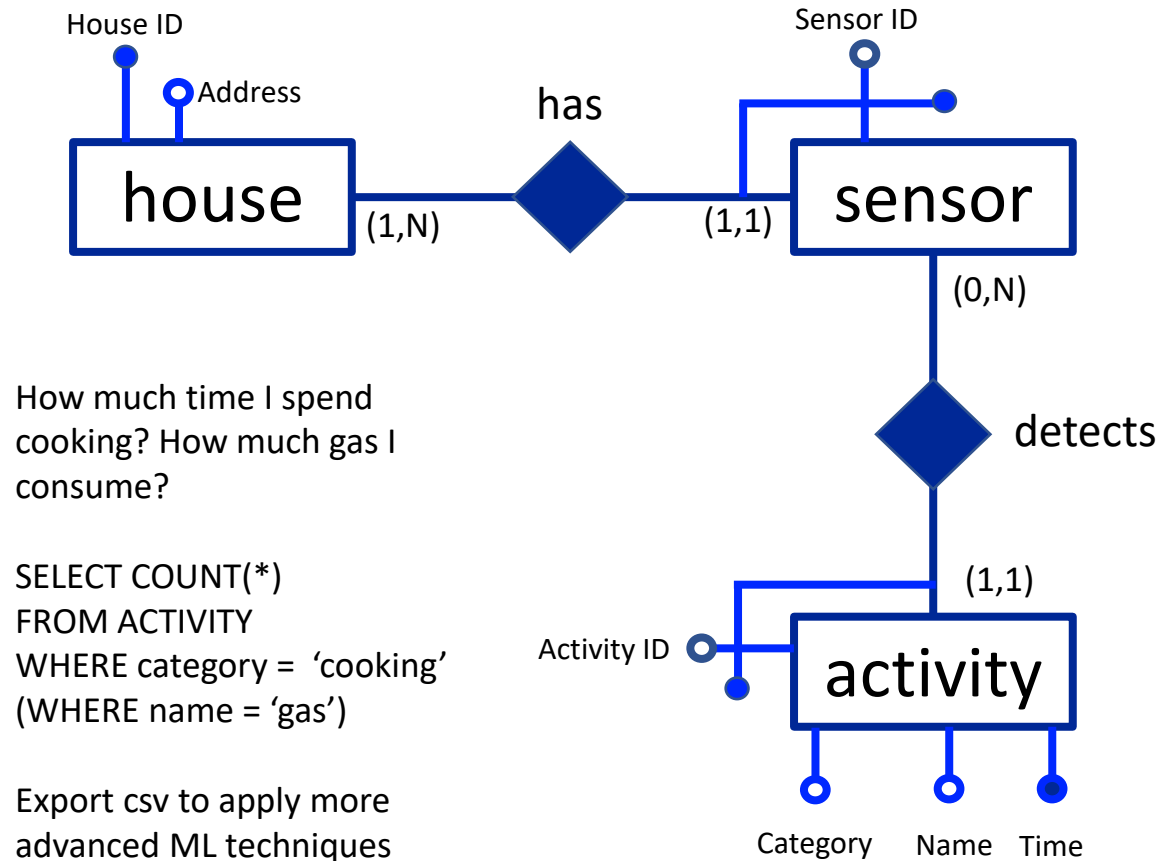 House ID
Sensor ID
Address
has
house
sensor
(1,N)
(1,1)
(0,N)
How much time I spend
cooking? How much gas I
consume?
detects
SELECT COUNT(*)
FROM ACTIVITY
WHERE category =  ‘cooking’
(WHERE name = ‘gas’)
(1,1)
Activity ID
activity
Export csv to apply more
advanced ML techniques
Category
Name
Time